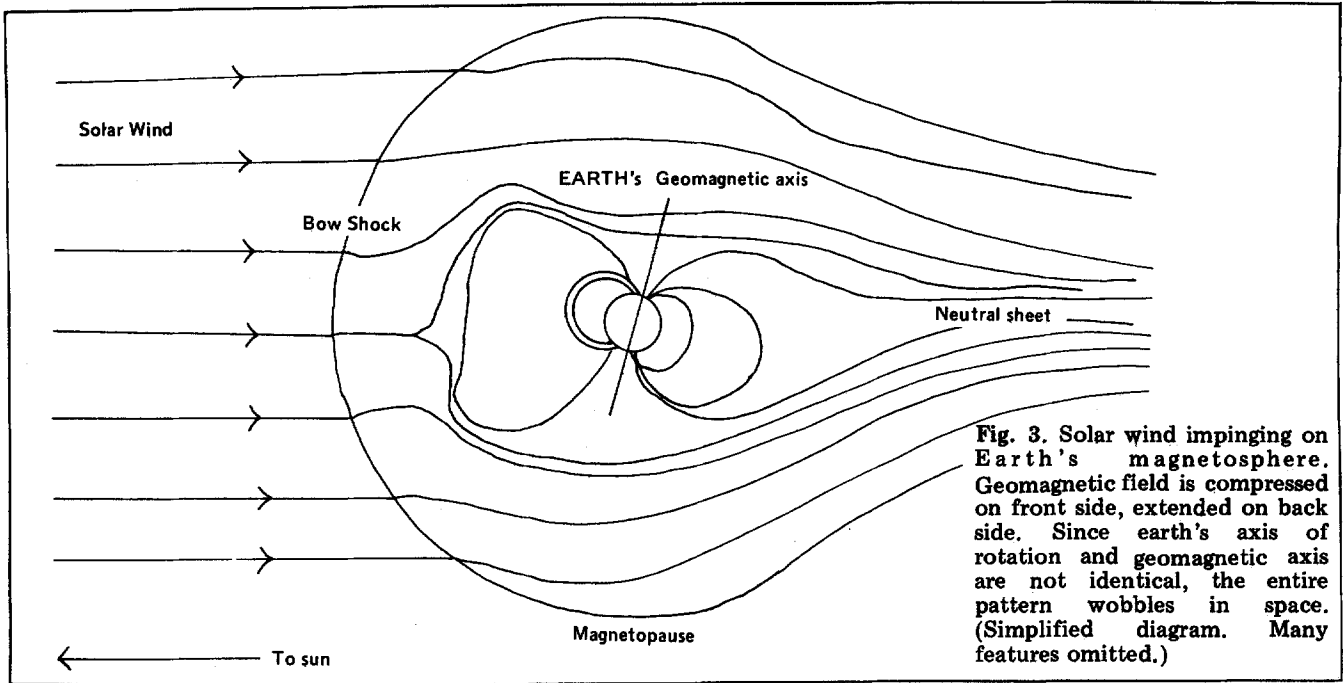 Solar Wind
EARTH's Geomagnetic axis
Bow Shock
Neutral sheet
Magnetopause
To sun
Fig. 3. Solar wind impinging on
Earth's magnetosphere.
Geomagnetic field is compressed
on front side, extended on back
side. Since earth's axis of
rotation and geomagnetic axis
are not identical, the entire
pattern wobbles in space.
(Simplified diagram. Many
features omitted.)